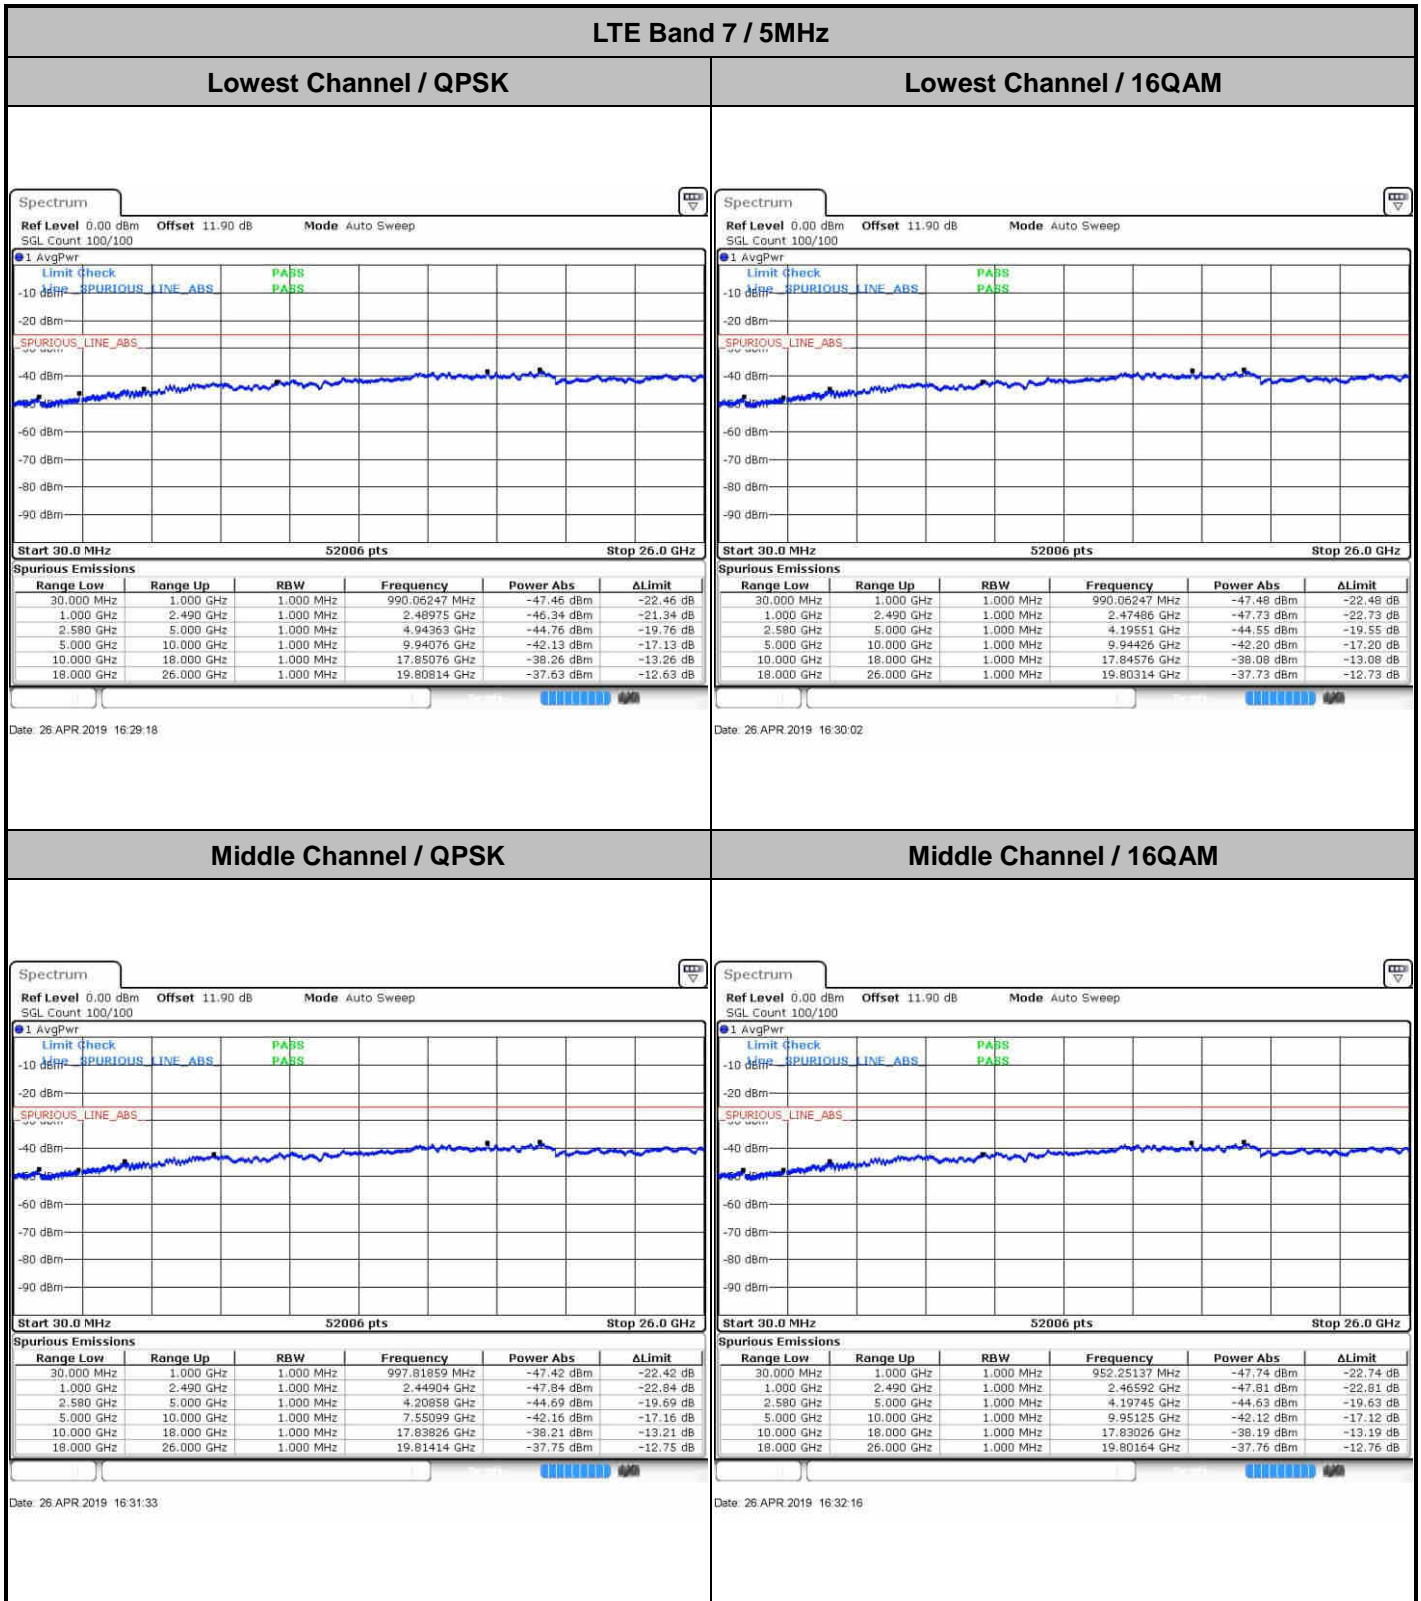 LTE Band 7 / 5MHz
Lowest Channel / QPSK
Lowest Channel / 16QAM
Spectrum
Ref Level 0.00 dBm Offset 11.90 dB Mode Auto Sweep
SGL Count 100/100
1 AvgPwr
Limit Check PASS
Line _SPURIOUS_LINE_ABS_ PASS
-10 dBm
-20 dBm
_SPURIOUS_LINE_ABS_
-30 dBm
-40 dBm
-50 dBm
-60 dBm
-70 dBm
-80 dBm
-90 dBm
Start 30.0 MHz 52006 pts Stop 26.0 GHz
Spurious Emissions
Range Low Range Up RBW Frequency Power Abs ΔLimit
30.000 MHz 1.000 GHz 1.000 MHz 990.06247 MHz -47.46 dBm -22.46 dB
1.000 GHz 2.490 GHz 1.000 MHz 2.48975 GHz -46.34 dBm -21.34 dB
2.580 GHz 5.000 GHz 1.000 MHz 4.94363 GHz -44.76 dBm -19.76 dB
5.000 GHz 10.000 GHz 1.000 MHz 9.94076 GHz -42.13 dBm -17.13 dB
10.000 GHz 18.000 GHz 1.000 MHz 17.85076 GHz -38.26 dBm -13.26 dB
18.000 GHz 26.000 GHz 1.000 MHz 19.80814 GHz -37.63 dBm -12.63 dB
Date: 26.APR.2019 16:29:18
Spectrum
Ref Level 0.00 dBm Offset 11.90 dB Mode Auto Sweep
SGL Count 100/100
1 AvgPwr
Limit Check PASS
Line _SPURIOUS_LINE_ABS_ PASS
-10 dBm
-20 dBm
_SPURIOUS_LINE_ABS_
-30 dBm
-40 dBm
-50 dBm
-60 dBm
-70 dBm
-80 dBm
-90 dBm
Start 30.0 MHz 52006 pts Stop 26.0 GHz
Spurious Emissions
Range Low Range Up RBW Frequency Power Abs ΔLimit
30.000 MHz 1.000 GHz 1.000 MHz 990.06247 MHz -47.48 dBm -22.48 dB
1.000 GHz 2.490 GHz 1.000 MHz 2.47486 GHz -47.73 dBm -22.73 dB
2.580 GHz 5.000 GHz 1.000 MHz 4.19551 GHz -44.55 dBm -19.55 dB
5.000 GHz 10.000 GHz 1.000 MHz 9.94426 GHz -42.20 dBm -17.20 dB
10.000 GHz 18.000 GHz 1.000 MHz 17.84576 GHz -38.08 dBm -13.08 dB
18.000 GHz 26.000 GHz 1.000 MHz 19.80314 GHz -37.73 dBm -12.73 dB
Date: 26.APR.2019 16:30:02
Middle Channel / QPSK
Middle Channel / 16QAM
Spectrum
Ref Level 0.00 dBm Offset 11.90 dB Mode Auto Sweep
SGL Count 100/100
1 AvgPwr
Limit Check PASS
Line _SPURIOUS_LINE_ABS_ PASS
-10 dBm
-20 dBm
_SPURIOUS_LINE_ABS_
-30 dBm
-40 dBm
-50 dBm
-60 dBm
-70 dBm
-80 dBm
-90 dBm
Start 30.0 MHz 52006 pts Stop 26.0 GHz
Spurious Emissions
Range Low Range Up RBW Frequency Power Abs ΔLimit
30.000 MHz 1.000 GHz 1.000 MHz 997.81859 MHz -47.42 dBm -22.42 dB
1.000 GHz 2.490 GHz 1.000 MHz 2.44904 GHz -47.84 dBm -22.84 dB
2.580 GHz 5.000 GHz 1.000 MHz 4.20858 GHz -44.69 dBm -19.69 dB
5.000 GHz 10.000 GHz 1.000 MHz 7.55099 GHz -42.16 dBm -17.16 dB
10.000 GHz 18.000 GHz 1.000 MHz 17.83826 GHz -38.21 dBm -13.21 dB
18.000 GHz 26.000 GHz 1.000 MHz 19.81414 GHz -37.75 dBm -12.75 dB
Date: 26.APR.2019 16:31:33
Spectrum
Ref Level 0.00 dBm Offset 11.90 dB Mode Auto Sweep
SGL Count 100/100
1 AvgPwr
Limit Check PASS
Line _SPURIOUS_LINE_ABS_ PASS
-10 dBm
-20 dBm
_SPURIOUS_LINE_ABS_
-30 dBm
-40 dBm
-50 dBm
-60 dBm
-70 dBm
-80 dBm
-90 dBm
Start 30.0 MHz 52006 pts Stop 26.0 GHz
Spurious Emissions
Range Low Range Up RBW Frequency Power Abs ΔLimit
30.000 MHz 1.000 GHz 1.000 MHz 952.25137 MHz -47.74 dBm -22.74 dB
1.000 GHz 2.490 GHz 1.000 MHz 2.46592 GHz -47.81 dBm -22.81 dB
2.580 GHz 5.000 GHz 1.000 MHz 4.19745 GHz -44.63 dBm -19.63 dB
5.000 GHz 10.000 GHz 1.000 MHz 9.95125 GHz -42.12 dBm -17.12 dB
10.000 GHz 18.000 GHz 1.000 MHz 17.83026 GHz -38.19 dBm -13.19 dB
18.000 GHz 26.000 GHz 1.000 MHz 19.80164 GHz -37.76 dBm -12.76 dB
Date: 26.APR.2019 16:32:16